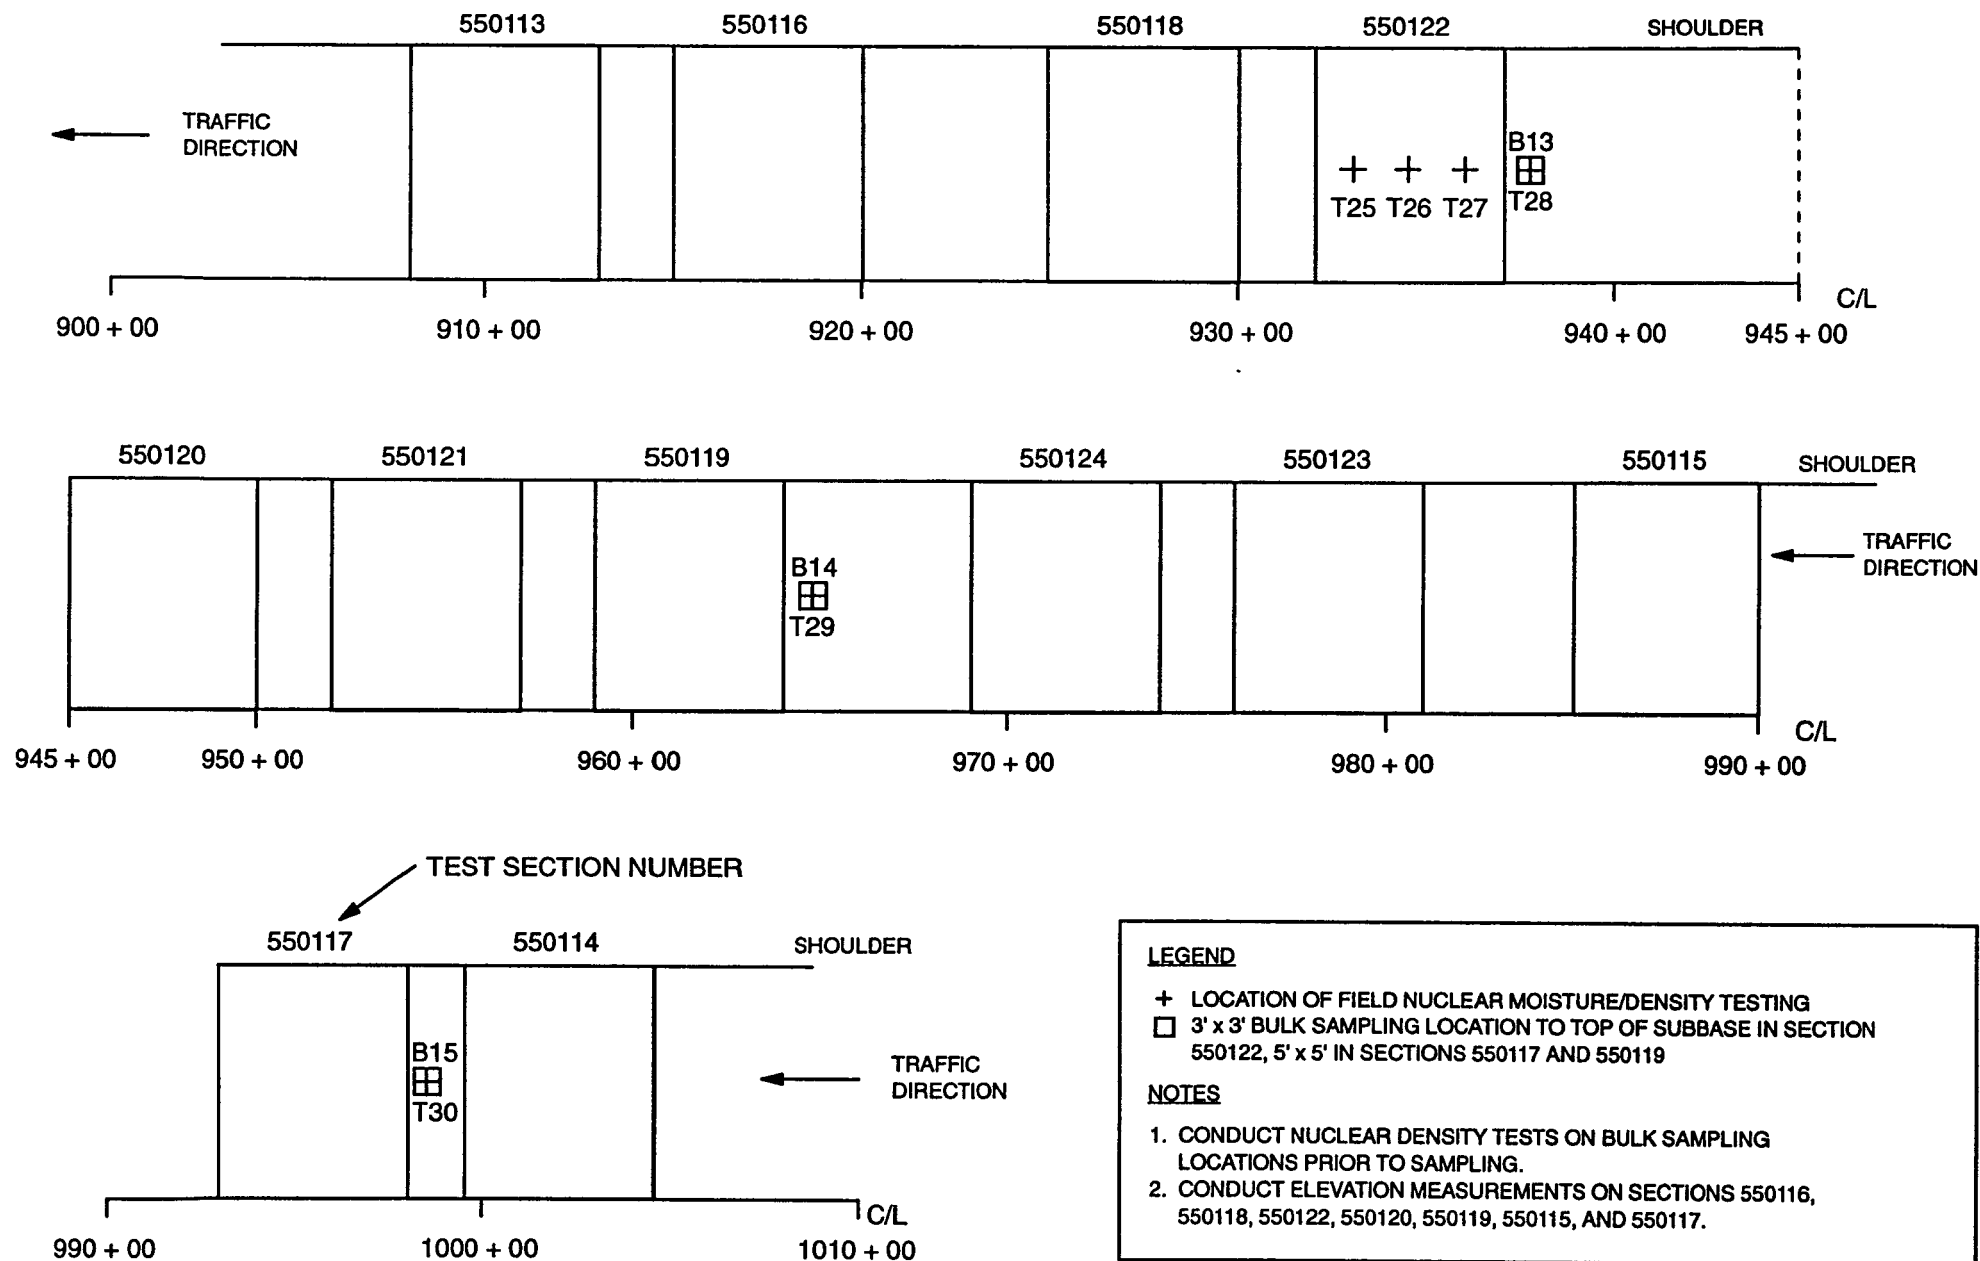 550113 550116 550118 550122 SHOULDER
TRAFFIC
DIRECTION
B13
T25 T26 T27 T28
C/L
900 + 00 910 + 00 920 + 00 930 + 00 940 + 00 945 + 00
550120 550121 550119 550124 550123 550115 SHOULDER
TRAFFIC
DIRECTION
B14
T29
C/L
945 + 00 950 + 00 960 + 00 970 + 00 980 + 00 990 + 00
TEST SECTION NUMBER
550117 550114 SHOULDER
B15
T30
TRAFFIC
DIRECTION
C/L
990 + 00 1000 + 00 1010 + 00
LEGEND
+ LOCATION OF FIELD NUCLEAR MOISTURE/DENSITY TESTING
3' x 3' BULK SAMPLING LOCATION TO TOP OF SUBBASE IN SECTION
550122, 5' x 5' IN SECTIONS 550117 AND 550119
NOTES
1. CONDUCT NUCLEAR DENSITY TESTS ON BULK SAMPLING
LOCATIONS PRIOR TO SAMPLING.
2. CONDUCT ELEVATION MEASUREMENTS ON SECTIONS 550116,
550118, 550122, 550120, 550119, 550115, AND 550117.